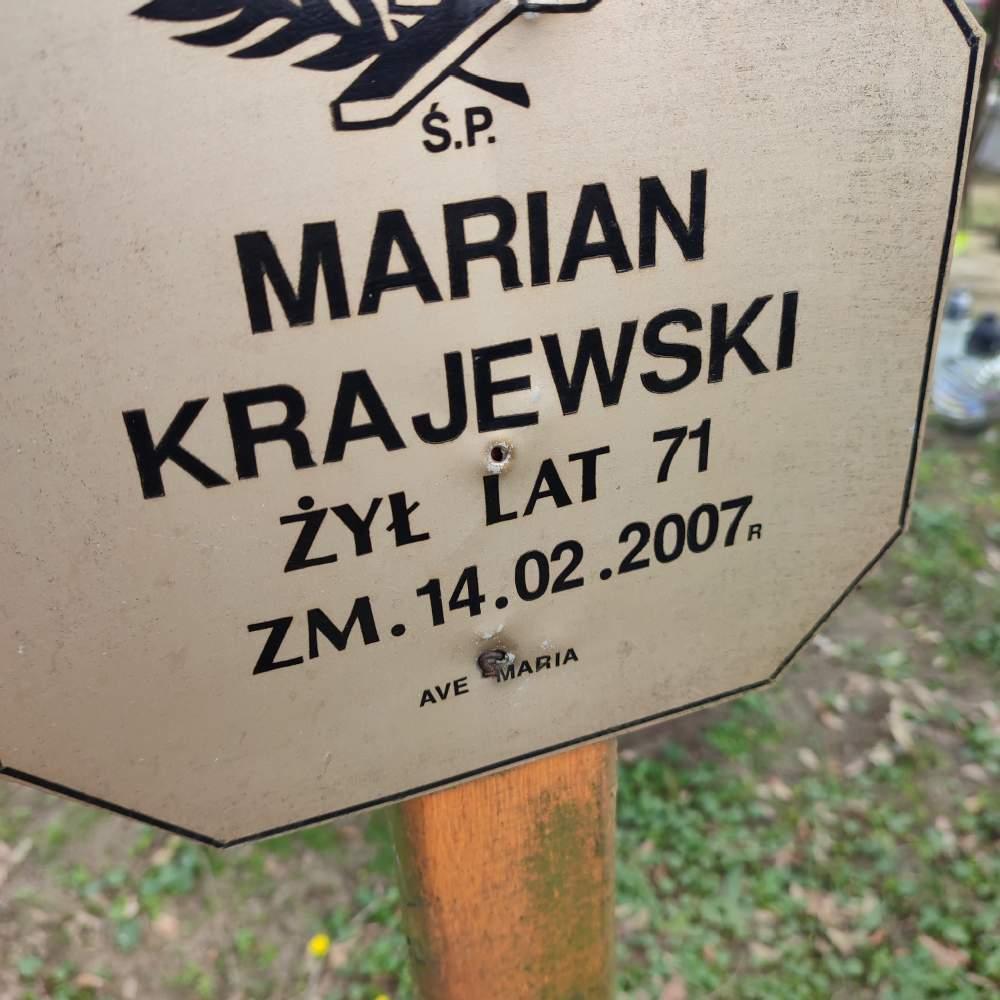 Ś.P.
MARIAN
KRAJEWSKI
ŻYŁ LAT 71
ZM. 14.02.2007R
AVE MARIA